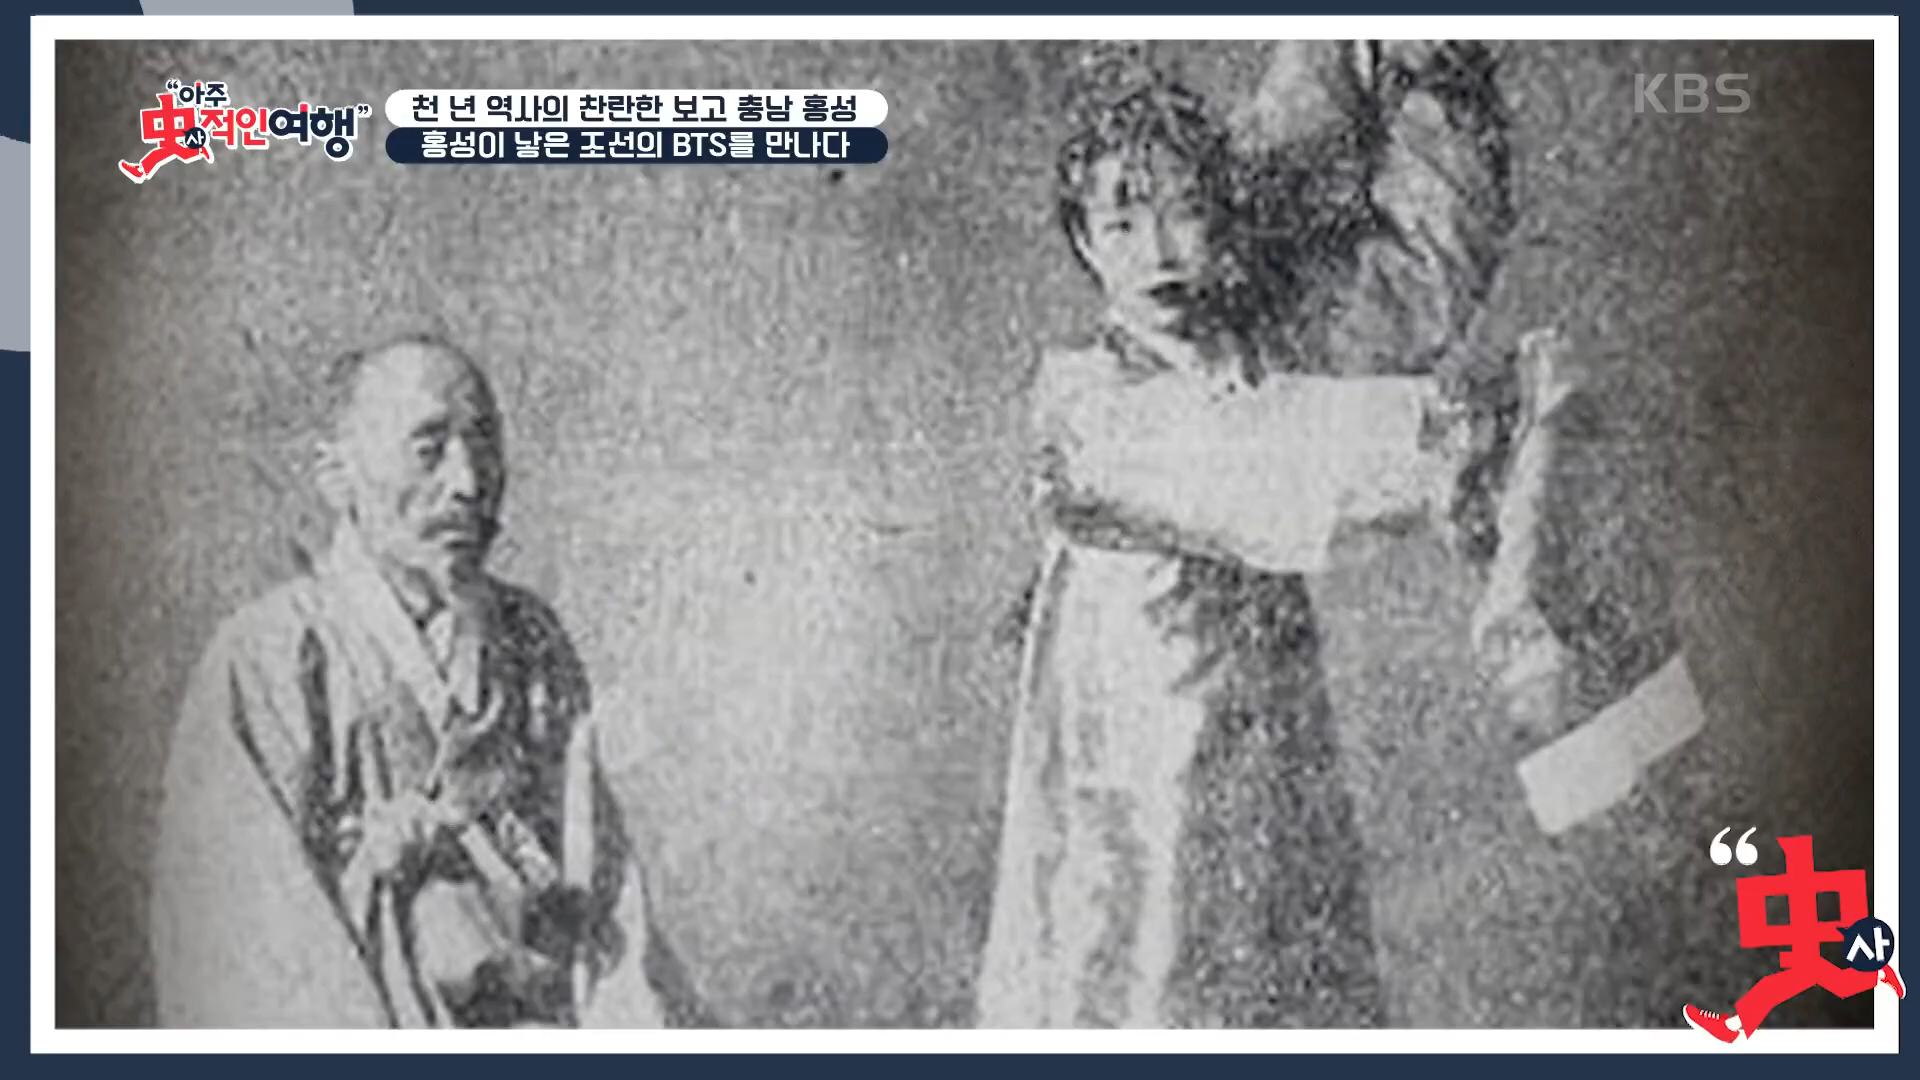 “아주
史적인여행”
사
천 년 역사의 찬란한 보고 충남 홍성
홍성이 낳은 조선의 BTS를 만나다
KBS
“史
사